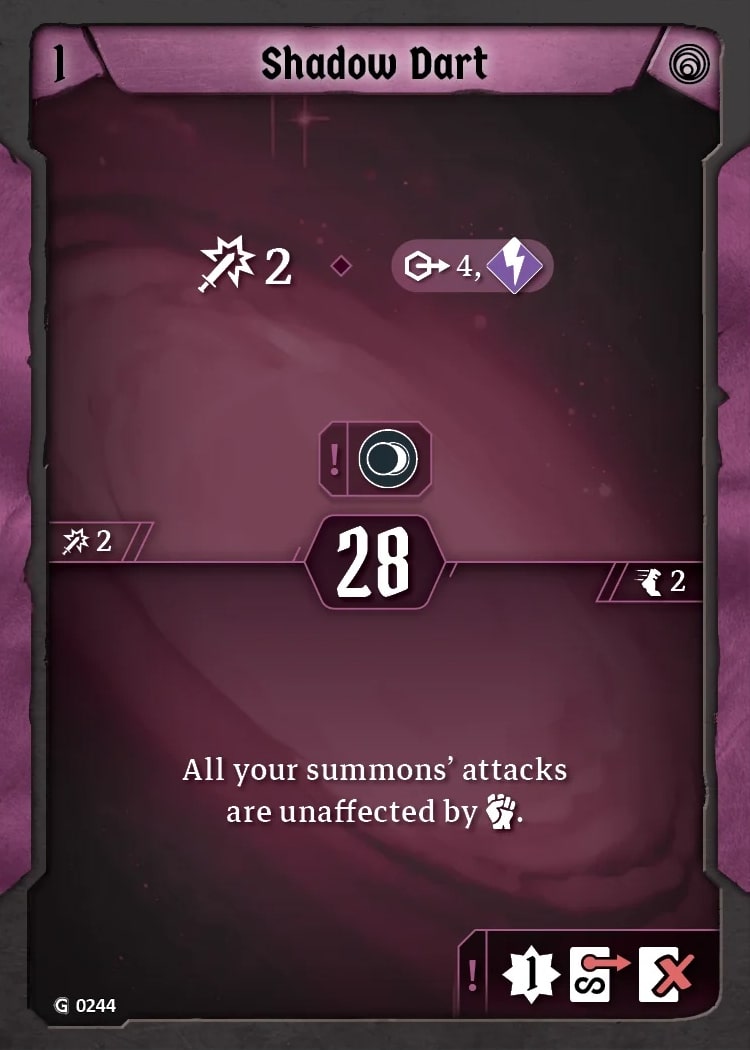 1
Shadow Dart
2
4,
!
2
28
2
All your summons’ attacks
are unaffected by
.
!
1
G 0244